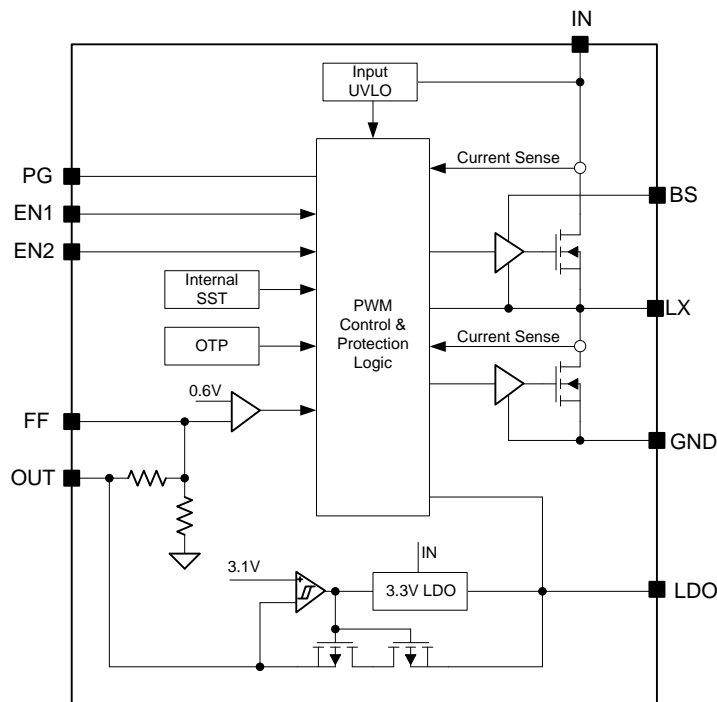 IN
Input
UVLO
Current Sense
PG
BS
EN1
EN2
Internal
SST
PWM
Control &
Protection
Logic
LX
OTP
Current Sense
0.6V
FF
GND
OUT
IN
3.1V
+
3.3V LDO
LDO
-